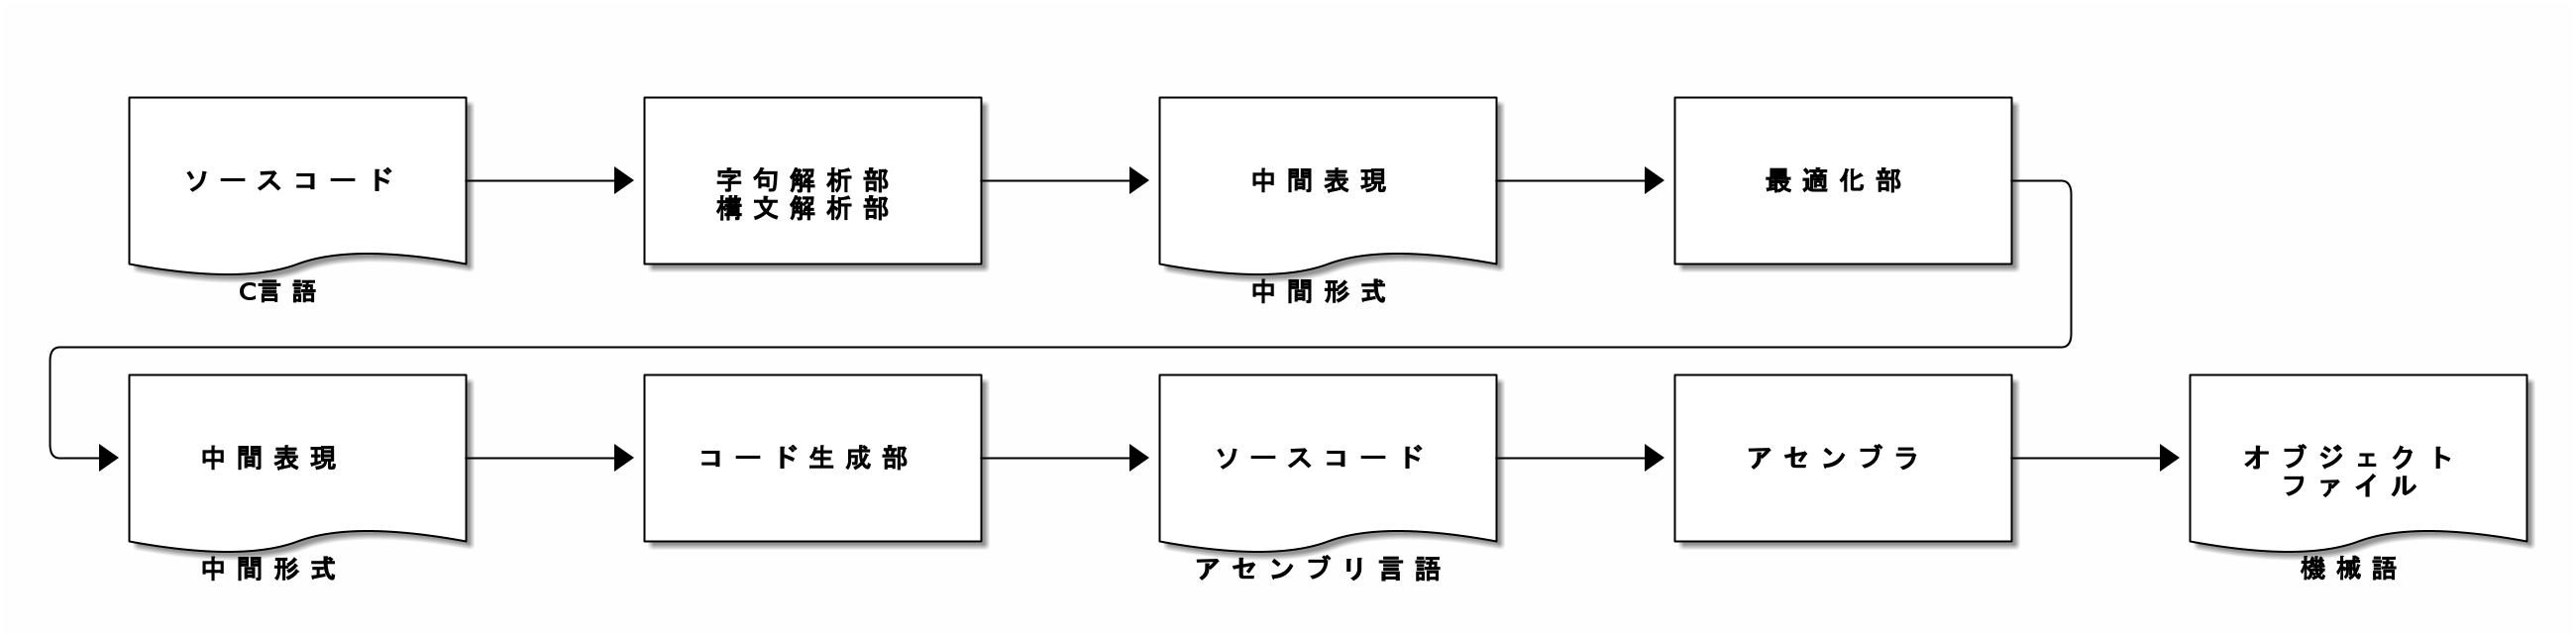 ソースコード
字句解析部
構文解析部
中間表現
最適化部
C言語
中間形式
中間表現
コード生成部
ソースコード
アセンブラ
オブジェクト
ファイル
中間形式
アセンブリ言語
機械語